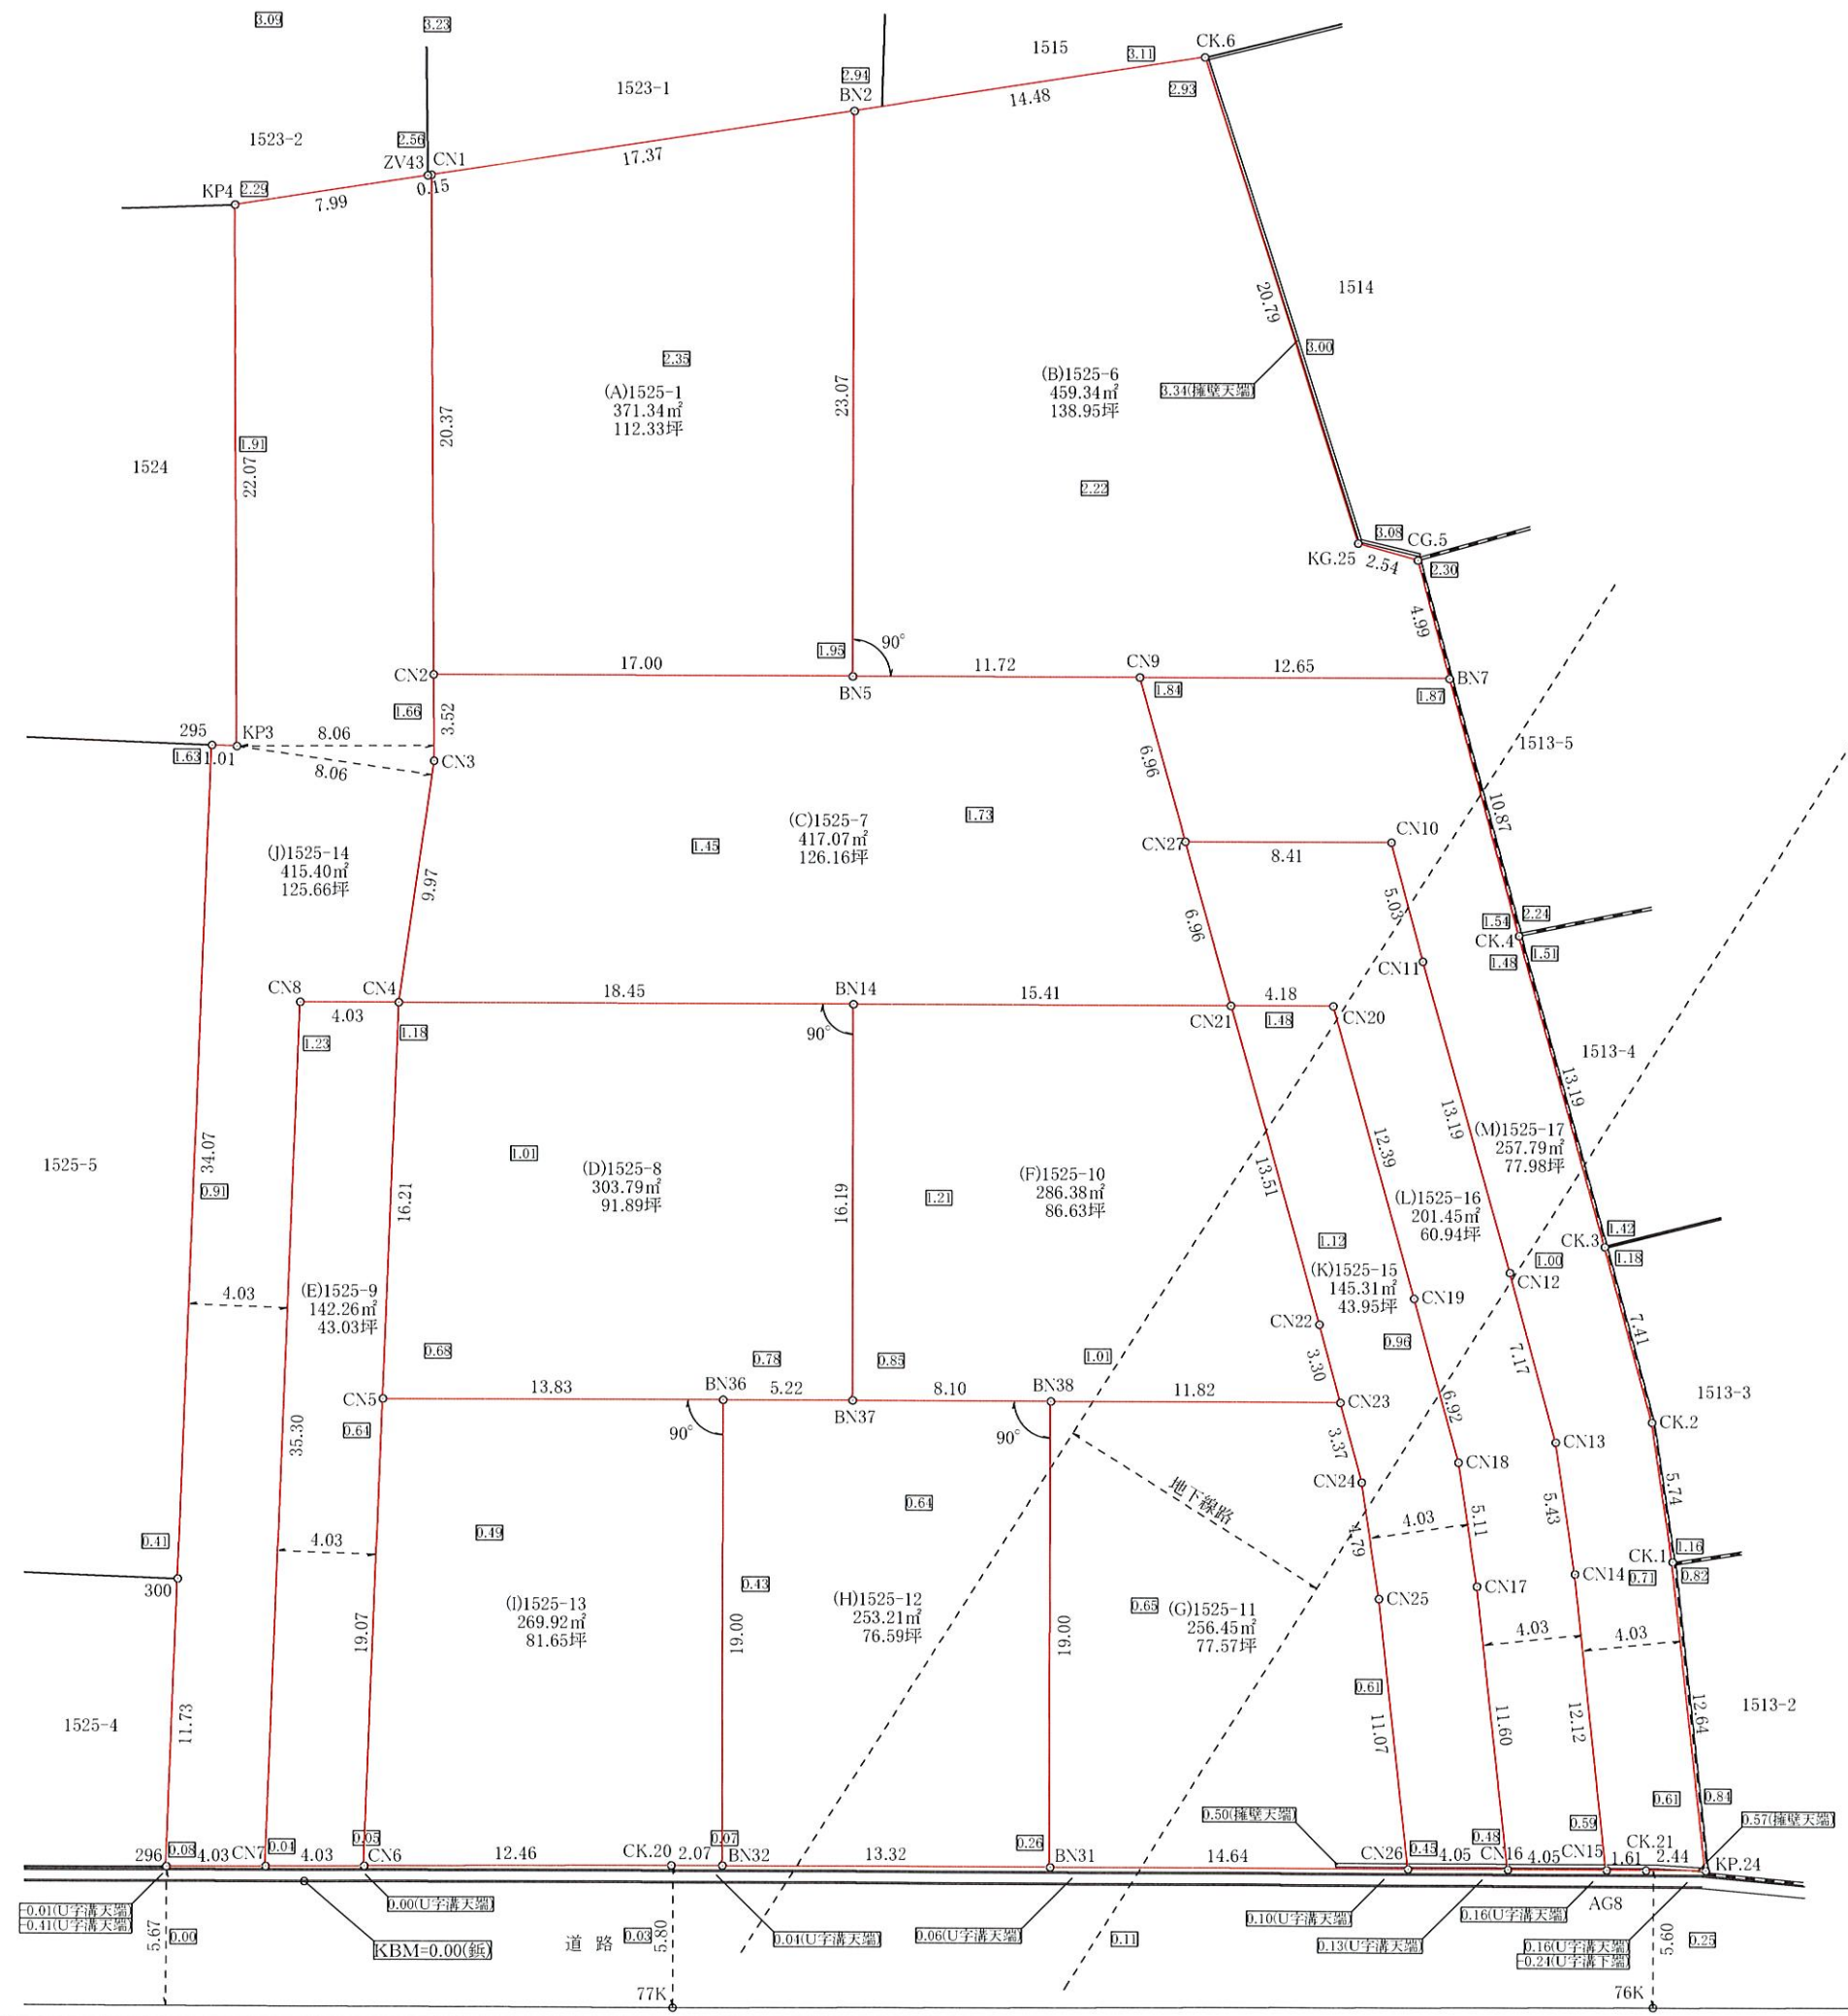 3.09
3.23
1515
3.11
CK.6
2.94
2.93
1523-1
BN2
14.48
1523-2
2.56
ZV43
CN1
17.37
0.15
KP4
2.29
7.99
20.79
1514
3.00
3.34(擁壁天端)
2.35
(A)1525-1
371.34㎡
112.33坪
23.07
(B)1525-6
459.34㎡
138.95坪
20.37
1.91
22.07
1524
2.22
3.08
CG.5
KG.25
2.54
2.30
4.99
1.95
90°
CN2
17.00
BN5
11.72
CN9
1.84
12.65
1.87
BN7
1.66
3.52
295
KP3
1.63
1.01
8.06
8.06
CN3
6.96
1513-5
10.87
(C)1525-7
417.07㎡
126.16坪
1.73
1.45
CN27
8.41
CN10
(J)1525-14
415.40㎡
125.66坪
9.97
6.96
5.03
1.54
2.24
CK.4
1.51
1.48
CN11
CN8
CN4
4.03
18.45
BN14
15.41
4.18
1.48
CN21
CN20
90°
1.23
1.18
1513-4
13.19
13.19
12.39
13.51
(M)1525-17
257.79㎡
77.98坪
34.07
0.91
1525-5
1.01
(D)1525-8
303.79㎡
91.89坪
16.21
16.19
1.21
(F)1525-10
286.38㎡
86.63坪
(L)1525-16
201.45㎡
60.94坪
1.42
CK.3
1.18
1.00
CN12
1.12
(K)1525-15
145.31㎡
43.95坪
CN19
4.03
(E)1525-9
142.26㎡
43.03坪
CN22
0.96
7.41
7.17
0.68
0.78
0.85
1.01
3.30
CN5
13.83
BN36
5.22
BN37
8.10
BN38
11.82
CN23
90°
90°
0.64
6.92
1513-3
CK.2
CN13
3.37
CN18
CN24
35.30
地下線路
5.74
5.43
5.11
4.03
4.79
0.64
0.49
4.03
0.41
300
0.43
1.16
CK.1
0.71
0.82
CN14
CN17
CN25
(I)1525-13
269.92㎡
81.65坪
(H)1525-12
253.21㎡
76.59坪
0.65
(G)1525-11
256.45㎡
77.57坪
19.07
19.00
19.00
4.03
4.03
0.61
11.07
11.60
12.12
12.64
1513-2
1525-4
11.73
0.61
0.84
0.50(擁壁天端)
0.57(擁壁天端)
0.59
0.48
0.45
296
0.08
4.03
CN7
0.04
4.03
0.05
CN6
12.46
CK.20
2.07
0.07
BN32
13.32
0.26
BN31
14.64
CN26
4.05
CN16
4.05
CN15
1.61
CK.21
2.44
KP.24
AG8
-0.01(U字溝天端)
-0.41(U字溝天端)
0.00(U字溝天端)
5.67
0.00
KBM=0.00(鋲)
道 路
0.03
5.80
0.04(U字溝天端)
0.06(U字溝天端)
0.11
0.10(U字溝天端)
0.13(U字溝天端)
0.16(U字溝天端)
0.16(U字溝天端)
-0.24(U字溝下端)
5.60
0.25
77K
76K